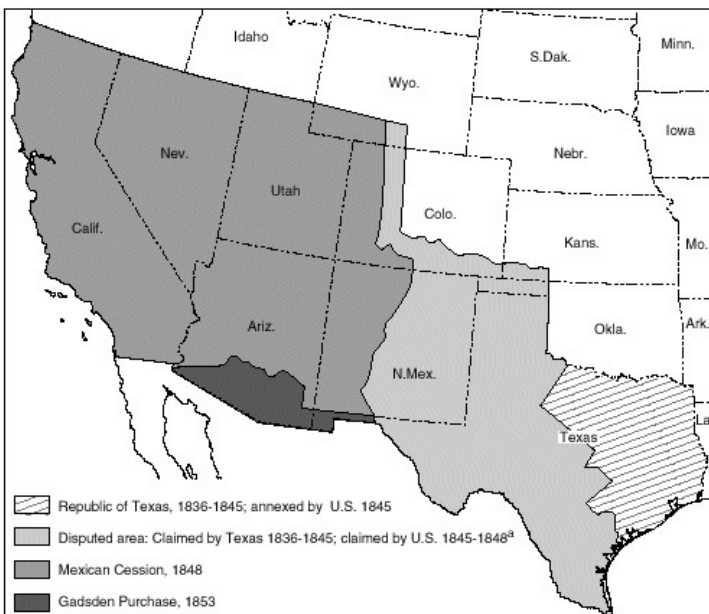 Idaho
Minn.
S.Dak.
Wyo.
Iowa
Nev.
Nebr.
Utah
Colo.
Calif.
Kans.
Mo.
Ariz.
Okla.
Ark.
N.Mex.
La
Texas
Republic of Texas, 1836-1845; annexed by U.S. 1845
Disputed area: Claimed by Texas 1836-1845; claimed by U.S. 1845-1848ª
Mexican Cession, 1848
Gadsden Purchase, 1853